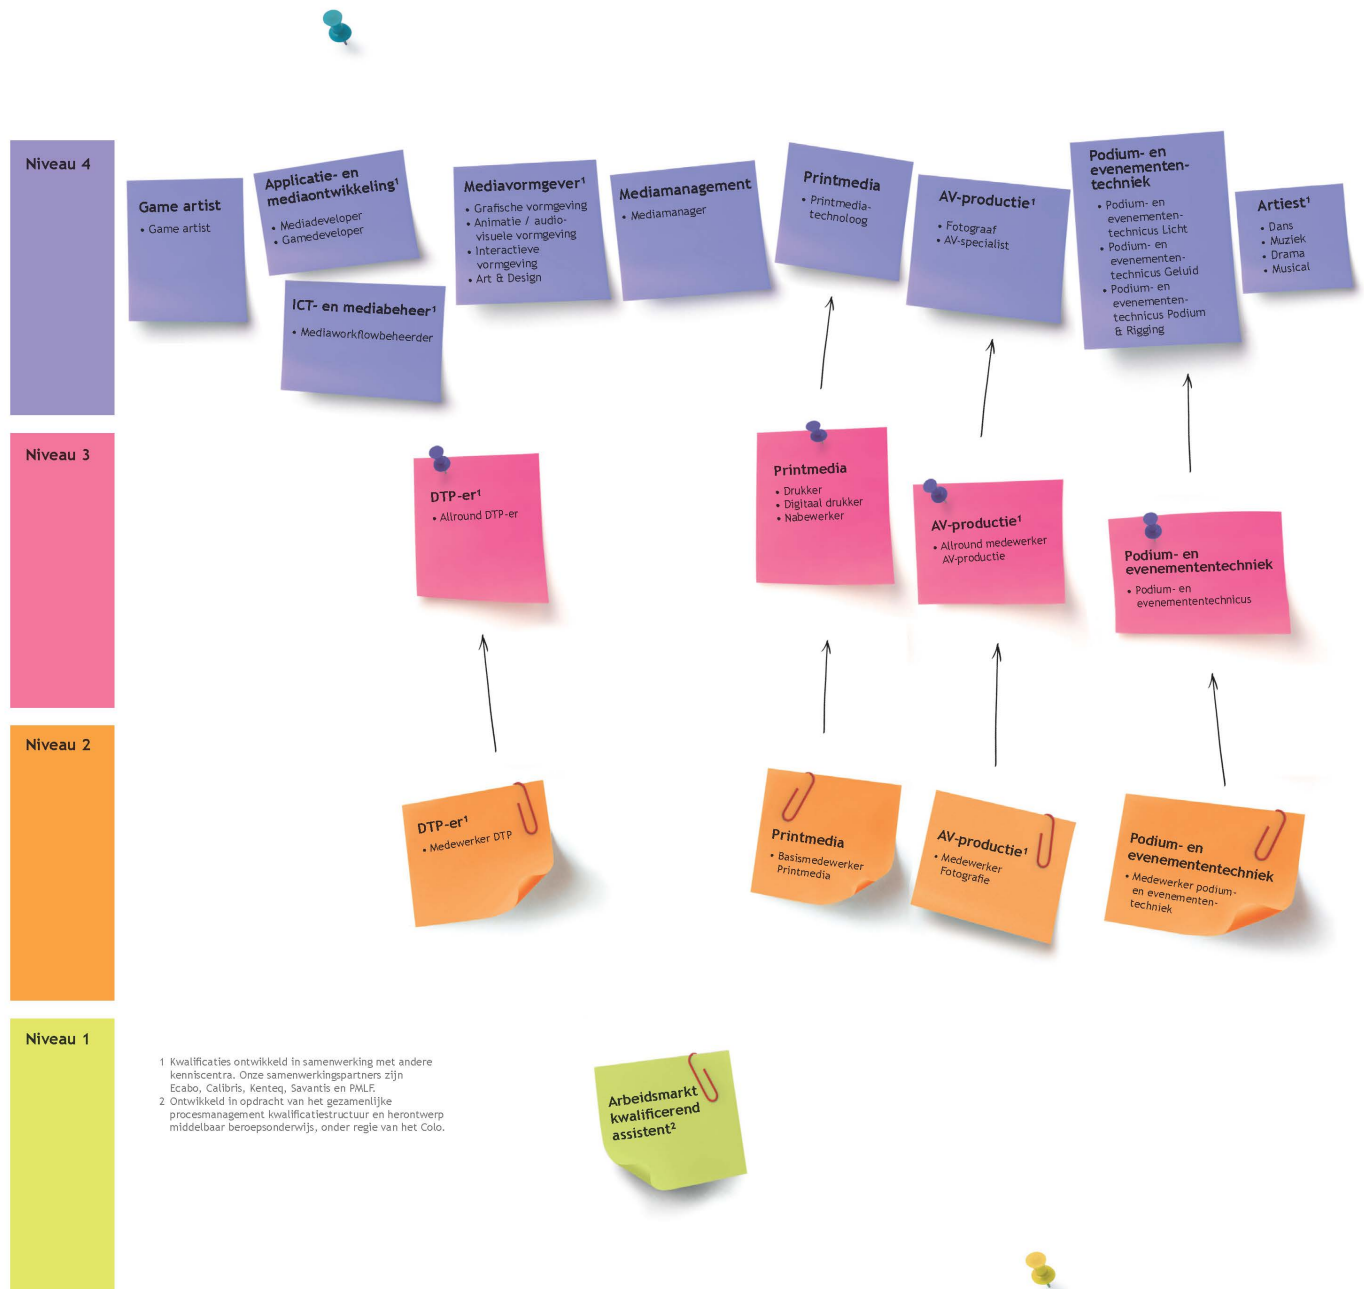 Niveau 4
Game artist
• Game artist
Applicatie- en
mediaontwikkeling¹
• Mediadeveloper
• Gamedeveloper
ICT- en mediabeheer¹
• Mediaworkflowbeheerder
Mediavormgever¹
• Grafische vormgeving
• Animatie / audio-
visuele vormgeving
• Interactieve
vormgeving
• Art & Design
Mediamanagement
• Mediamanager
Printmedia
• Printmedia-
technoloog
AV-productie¹
• Fotograaf
• AV-specialist
Podium- en
evenementen-
techniek
• Podium- en
evenementen-
technicus Licht
• Podium- en
evenementen-
technicus Geluid
• Podium- en
evenementen-
technicus Podium
& Rigging
Artiest¹
• Dans
• Muziek
• Drama
• Musical
Niveau 3
DTP-er¹
• Allround DTP-er
Printmedia
• Drukker
• Digitaal drukker
• Nabewerker
AV-productie¹
• Allround medewerker
AV-productie
Podium- en
evenemententechniek
• Podium- en
evenemententechnicus
Niveau 2
DTP-er¹
• Medewerker DTP
Printmedia
• Basismedewerker
Printmedia
AV-productie¹
• Medewerker
Fotografie
Podium- en
evenemententechniek
• Medewerker podium-
en evenementen-
techniek
Niveau 1
1 Kwalificaties ontwikkeld in samenwerking met andere
kenniscentra. Onze samenwerkingspartners zijn
Ecabo, Calibris, Kenteq, Savantis en PMLF.
2 Ontwikkeld in opdracht van het gezamenlijke
procesmanagement kwalificatiestructuur en herontwerp
middelbaar beroepsonderwijs, onder regie van het Colo.
Arbeidsmarkt
kwalificerend
assistent²